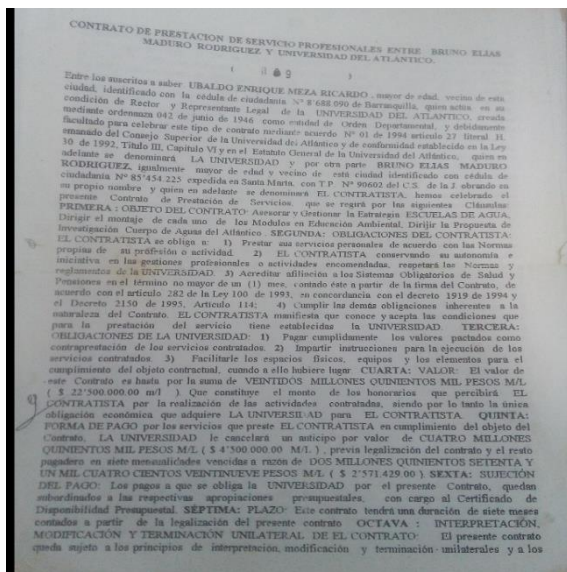 CONTRATO DE PRESTACION DE SERVICIO PROFESIONALES ENTRE BRUNO ELIAS
MADURO RODRIGUEZ Y UNIVERSIDAD DEL ATLANTICO.
Entre los suscritos a saber UBALDO ENRIQUE MEZA RICARDO, mayor de edad, vecino de esta
ciudad, identificado con la cédula de ciudadanía Nº 8'688.090 de Barranquilla, quien actua en su
condición de Rector y Representante Legal de la UNIVERSIDAD DEL ATLANTICO, creada
mediante ordenanza 042 de junio de 1946 como entidad de Orden Departamental, y debidamente
facultado para celebrar este tipo de contrato mediante acuerdo Nº 01 de 1994 articulo 27 literal H.
emanado del Consejo Superior de la Universidad del Atlántico y de conformidad establecido en la Ley
30 de 1992, Titulo III, Capitulo VI y en el Estatuto General de la Universidad del Atlántico, quien en
adelante se denominará LA UNIVERSIDAD y por otra parte BRUNO ELIAS MADURO
RODRIGUEZ, igualmente mayor de edad y vecino de esta ciudad identificado con cédula de
ciudadanía Nº 85'454.225 expedida en Santa Marta, con T.P Nº 90602 del C.S. de la J. obrando en
su propio nombre y quien en adelante se denominará EL CONTRATISTA, hemos celebrado el
presente Contrato de Prestación de Servicios, que se regirá por las siguientes Clausulas:
PRIMERA : OBJETO DEL CONTRATO: Asesorar y Gestionar la Estrategia ESCUELAS DE AGUA,
Dirigir el montaje de cada uno de los Modulos en Educación Ambiental, Dirigir la Propuesta de
Investigación Cuerpo de Aguas del Atlántico SEGUNDA: OBLIGACIONES DEL CONTRATISTA:
EL CONTRATISTA se obliga a: 1) Prestar sus servicios personales de acuerdo con las Normas
propias de su profesión o actividad. 2) EL CONTRATISTA conservando su autonomía e
iniciativa en las gestiones profesionales o actividades encomendadas, respetará las Normas y
reglamentos de la UNIVERSIDAD. 3) Acreditar afiliación a los Sistemas Obligatorios de Salud y
Pensiones en el término no mayor de un (1) mes, contado éste a partir de la firma del Contrato, de
acuerdo con el articulo 282 de la Ley 100 de 1993, en concordancia con el decreto 1919 de 1994 y
el Decreto 2150 de 1995, Articulo 114; 4) Cumplir las demás obligaciones inherentes a la
naturaleza del Contrato. EL CONTRATISTA manifiesta que conoce y acepta las condiciones que
para la prestación del servicio tiene establecidas la UNIVERSIDAD. TERCERA:
OBLIGACIONES DE LA UNIVERSIDAD: 1) Pagar cumplidamente los valores pactados como
contraprestación de los servicios contratados. 2) Impartir instrucciones para la ejecución de los
servicios contratados. 3) Facilitarle los espacios físicos, equipos y los elementos para el
cumplimiento del objeto contractual, cuando a ello hubiere lugar. CUARTA: VALOR: El valor de
este Contrato es hasta por la suma de VEINTIDOS MILLONES QUINIENTOS MIL PESOS M/L
( $ 22'500.000.00 m/l ) Que constituye el monto de los honorarios que percibirá EL
CONTRATISTA por la realización de las actividades contratadas, siendo por lo tanto la única
obligación económica que adquiere LA UNIVERSIDAD para EL CONTRATISTA. QUINTA:
FORMA DE PAGO por los servicios que preste EL CONTRATISTA en cumplimiento del objeto del
Contrato, LA UNIVERSIDAD le cancelará un anticipo por valor de CUATRO MILLONES
QUINIENTOS MIL PESOS M/L ( $ 4'500.000.00 M/L ) , previa legalización del contrato y el resto
pagadero en siete mensualidades vencidas a razón de DOS MILLONES QUINIENTOS SETENTA Y
UN MIL CUATRO CIENTOS VEINTINUEVE PESOS M/L ( $ 2'571.429.00 ) SEXTA: SUJECIÓN
DEL PAGO: Los pagos a que se obliga la UNIVERSIDAD por el presente Contrato, quedan
subordinados a las respectivas apropiaciones presupuestales, con cargo al Certificado de
Disponibilidad Presupuestal. SÉPTIMA: PLAZO: Este contrato tendrá una duración de siete meses
contados a partir de la legalización del presente contrato OCTAVA : INTERPRETACIÓN,
MODIFICACIÓN Y TERMINACIÓN UNILATERAL DE EL CONTRATO: El presente contrato
queda sujeto a los principios de interpretación, modificación y terminación unilaterales y a los